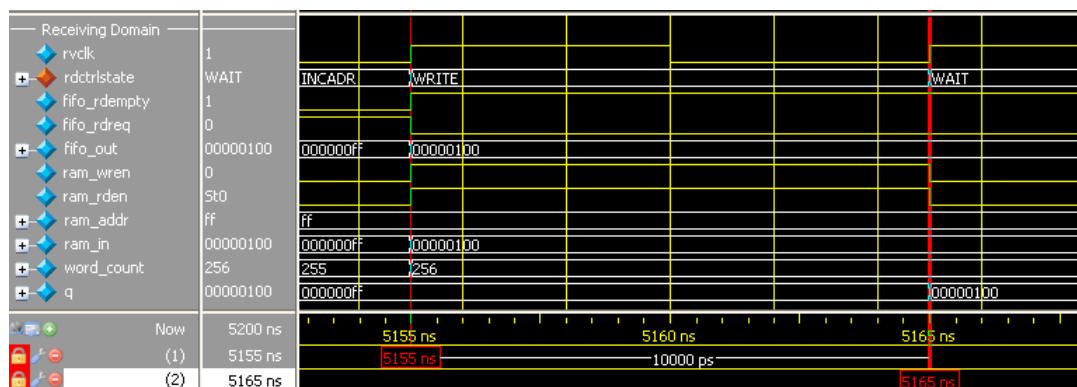 Receiving Domain
rvclk 1
rdctrlstate WAIT INCADR WRITE WAIT
fifo_rdempty 1
fifo_rdreq 0
fifo_out 00000100 000000ff 00000100
ram_wren 0
ram_rden St0
ram_addr ff ff
ram_in 00000100 000000ff 00000100
word_count 256 255 256
q 00000100 000000ff 00000100
Now 5200 ns 5155 ns 5160 ns 5165 ns
(1) 5155 ns 5155 ns 10000 ps
(2) 5165 ns 5165 ns